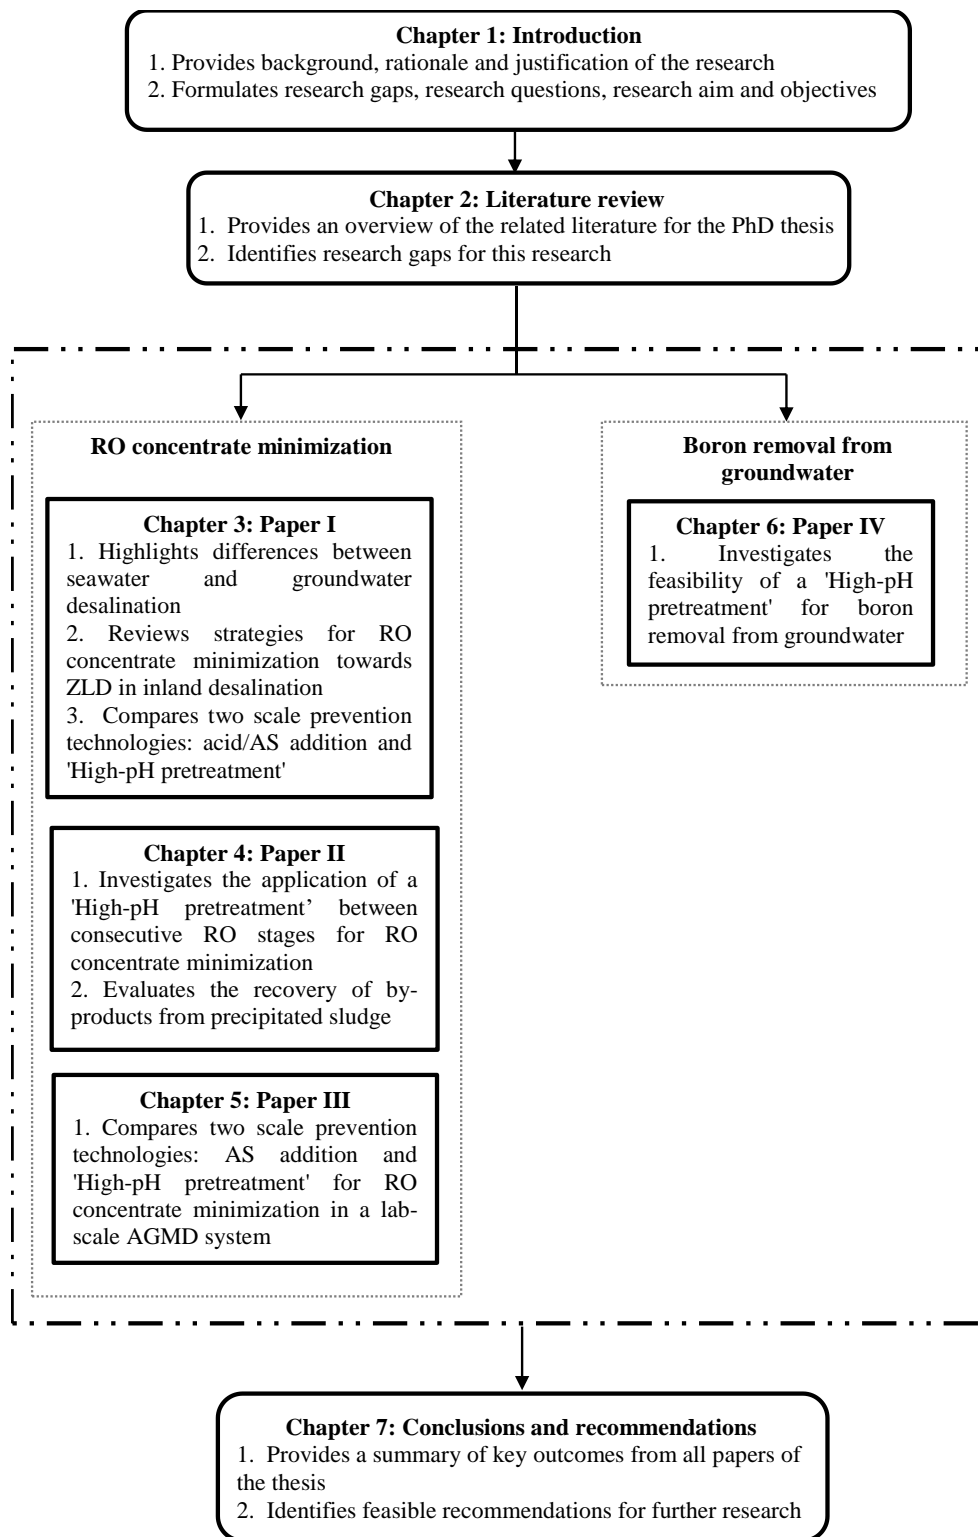 Chapter 1: Introduction
1. Provides background, rationale and justification of the research
2. Formulates research gaps, research questions, research aim and objectives
Chapter 2: Literature review
1. Provides an overview of the related literature for the PhD thesis
2. Identifies research gaps for this research
RO concentrate minimization
Chapter 3: Paper I
1. Highlights differences between
seawater and groundwater
desalination
2. Reviews strategies for RO
concentrate minimization towards
ZLD in inland desalination
3. Compares two scale prevention
technologies: acid/AS addition and
'High-pH pretreatment'
Chapter 4: Paper II
1. Investigates the application of a
'High-pH pretreatment’ between
consecutive RO stages for RO
concentrate minimization
2. Evaluates the recovery of by-
products from precipitated sludge
Chapter 5: Paper III
1. Compares two scale prevention
technologies: AS addition and
'High-pH pretreatment' for RO
concentrate minimization in a lab-
scale AGMD system
Boron removal from
groundwater
Chapter 6: Paper IV
1. Investigates the
feasibility of a 'High-pH
pretreatment' for boron
removal from groundwater
Chapter 7: Conclusions and recommendations
1. Provides a summary of key outcomes from all papers of
the thesis
2. Identifies feasible recommendations for further research